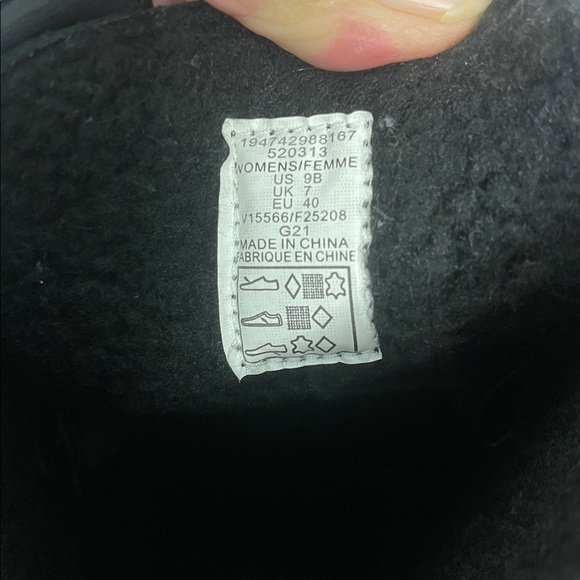 194742988167
520313
WOMENS/FEMME
US 9B
UK 7
EU 40
V15566/F25208
G21
MADE IN CHINA
FABRIQUE EN CHINE